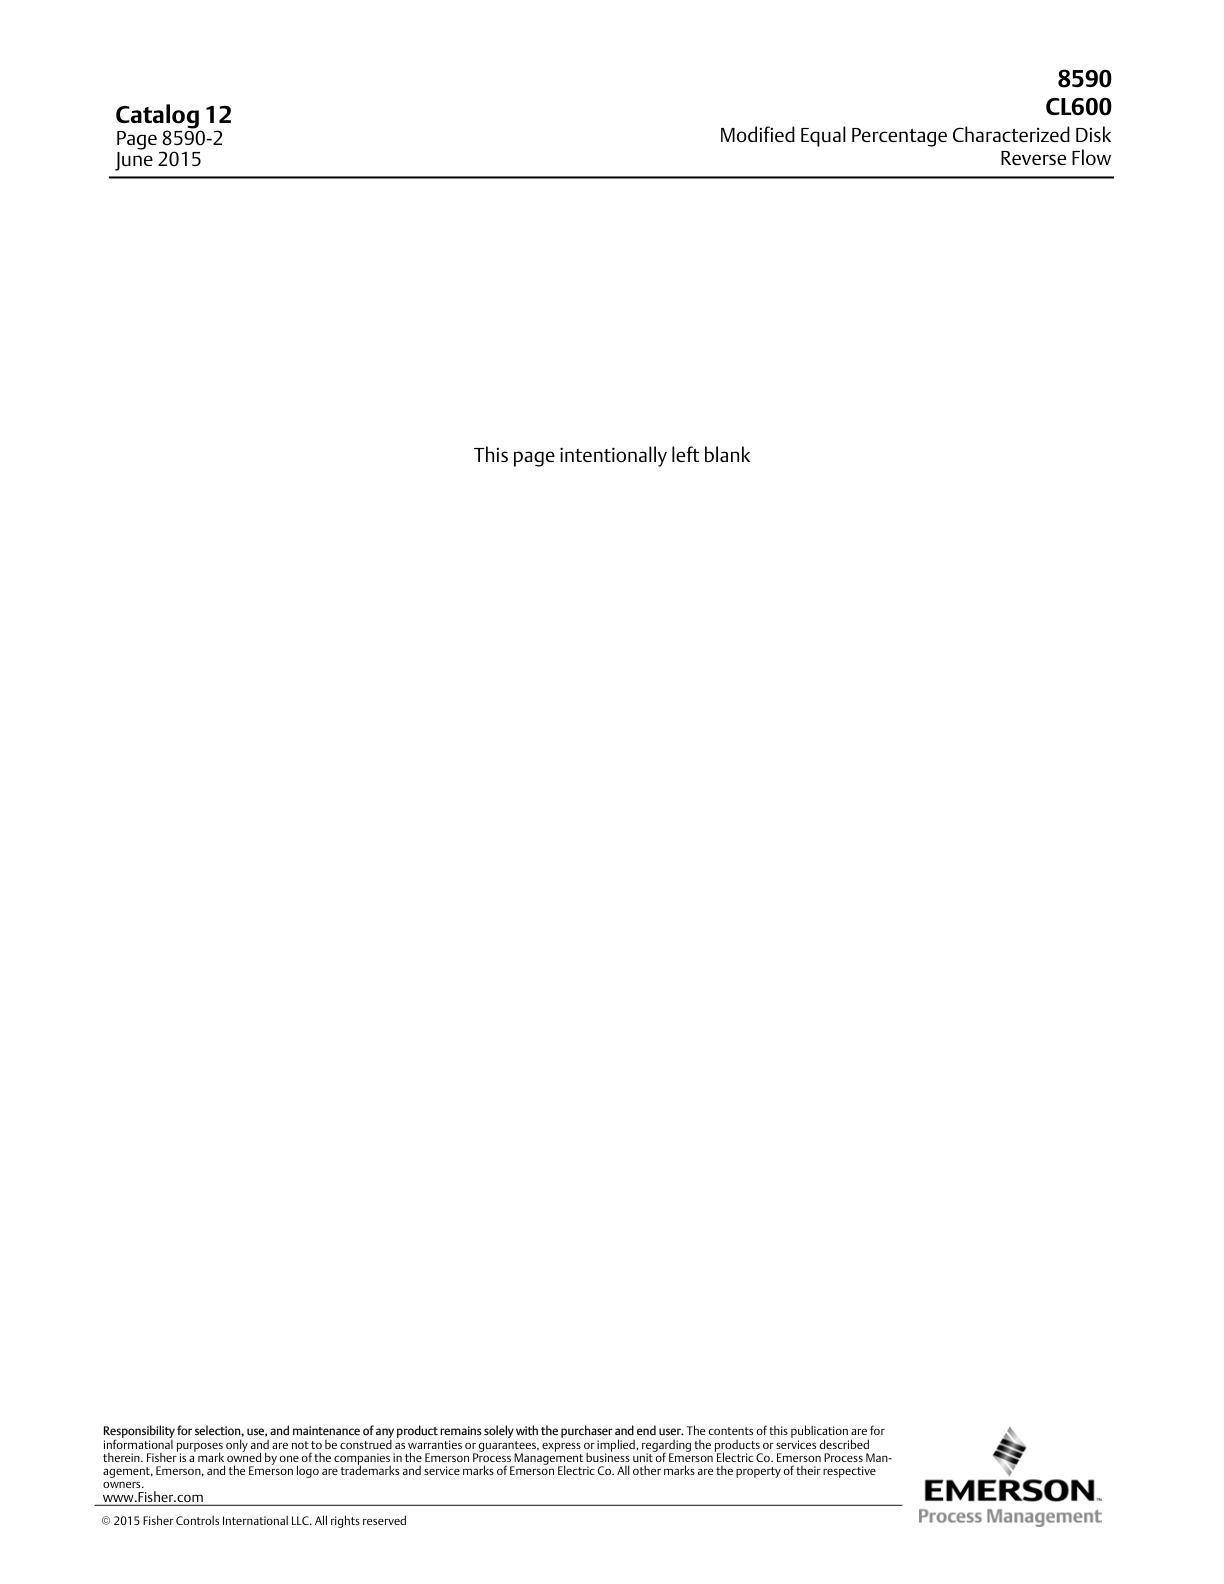 Catalog 12
Page 8590-2
June 2015
8590
CL600
Modified Equal Percentage Characterized Disk
Reverse Flow
This page intentionally left blank
Responsibility for selection, use, and maintenance of any product remains solely with the purchaser and end user. The contents of this publication are for
informational purposes only and are not to be construed as warranties or guarantees, express or implied, regarding the products or services described
therein. Fisher is a mark owned by one of the companies in the Emerson Process Management business unit of Emerson Electric Co. Emerson Process Man-
agement, Emerson, and the Emerson logo are trademarks and service marks of Emerson Electric Co. All other marks are the property of their respective
owners.
www.Fisher.com
© 2015 Fisher Controls International LLC. All rights reserved
EMERSON™
Process Management